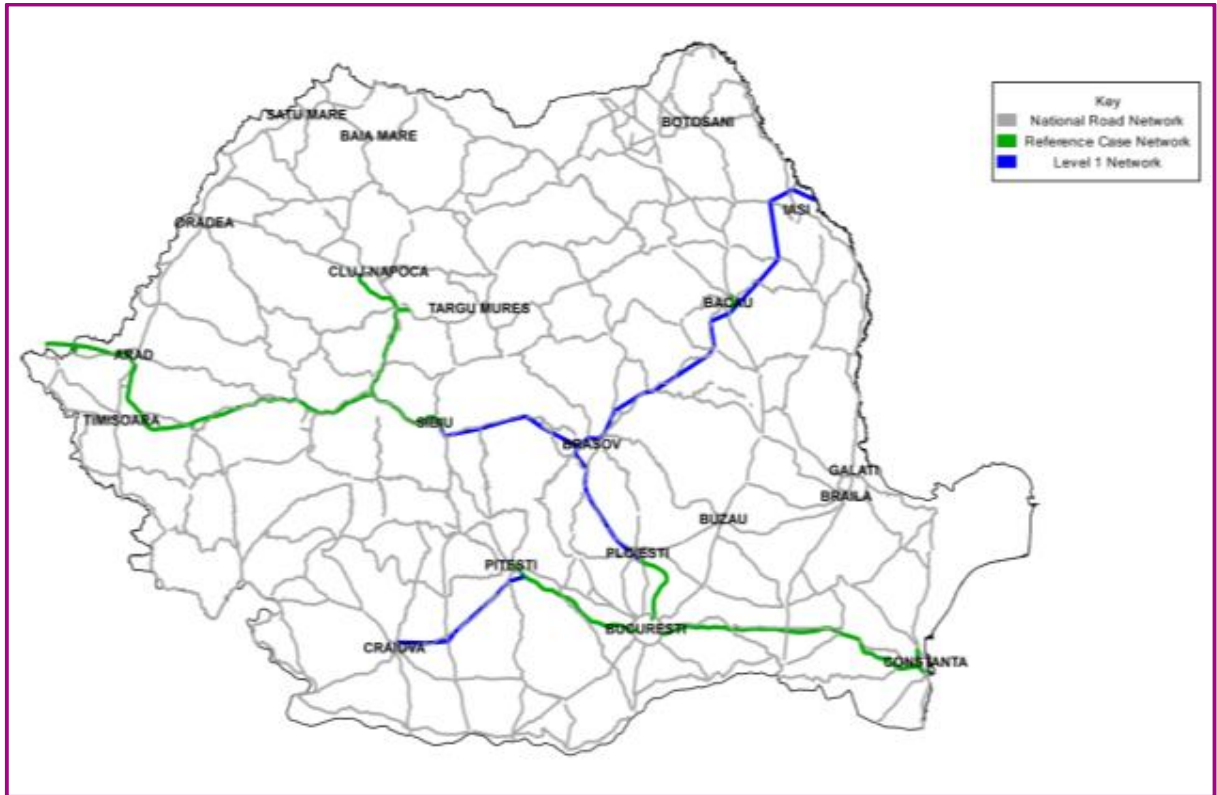 Key
National Road Network
Reference Case Network
Level 1 Network
SATU MARE
BAIA MARE
BOTOSANI
IASI
ORADEA
CLUJ-NAPOCA
TARGU MURES
BACAU
ARAD
TIMISOARA
SIBIU
BRASOV
GALATI
BRAILA
BUZAU
PLOIESTI
PITESTI
BUCURESTI
CRAIOVA
CONSTANTA